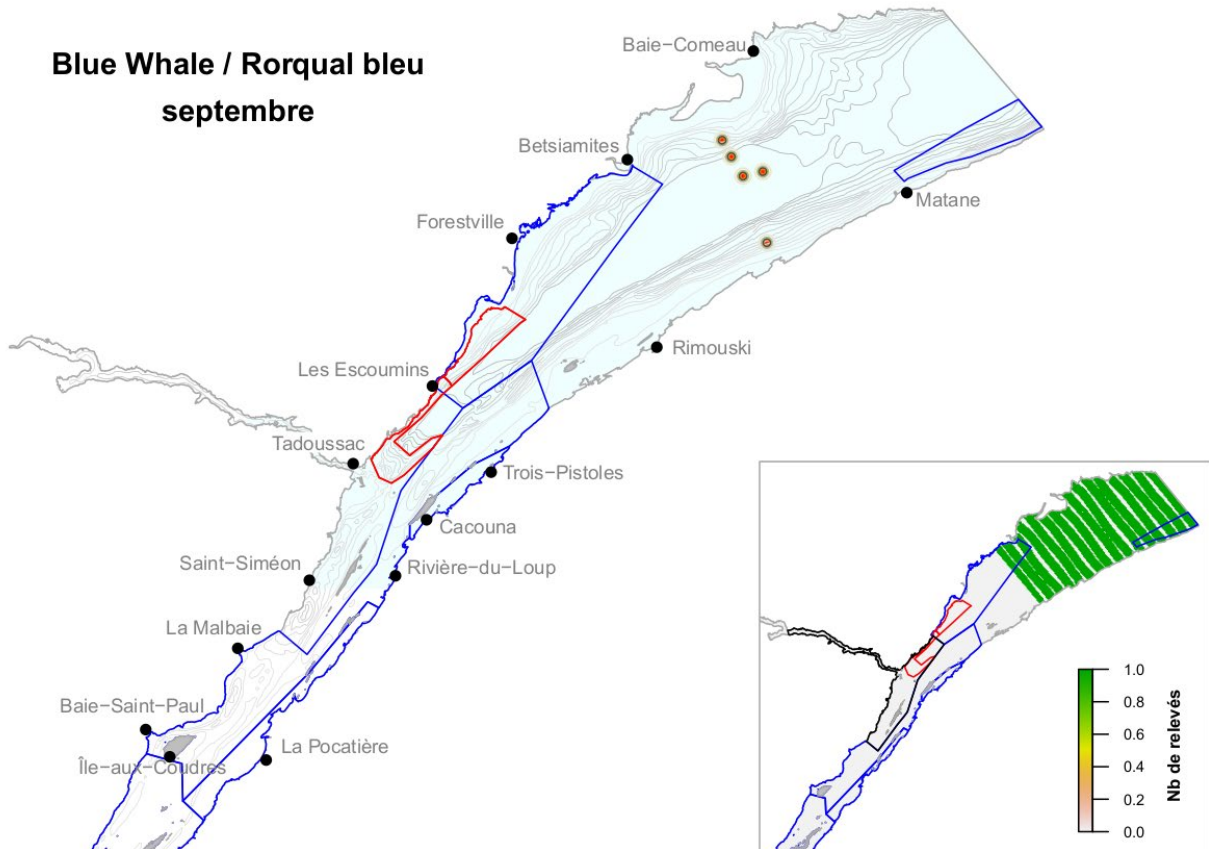 Blue Whale / Rorqual bleu
septembre
Baie−Comeau
Betsiamites
Forestville
Matane
Rimouski
Les Escoumins
Tadoussac
Trois−Pistoles
Cacouna
Saint−Siméon
Rivière−du−Loup
La Malbaie
Baie−Saint−Paul
La Pocatière
Île−aux−Coudres
1.0
0.8
0.6
0.4
0.2
0.0
Nb de relevés